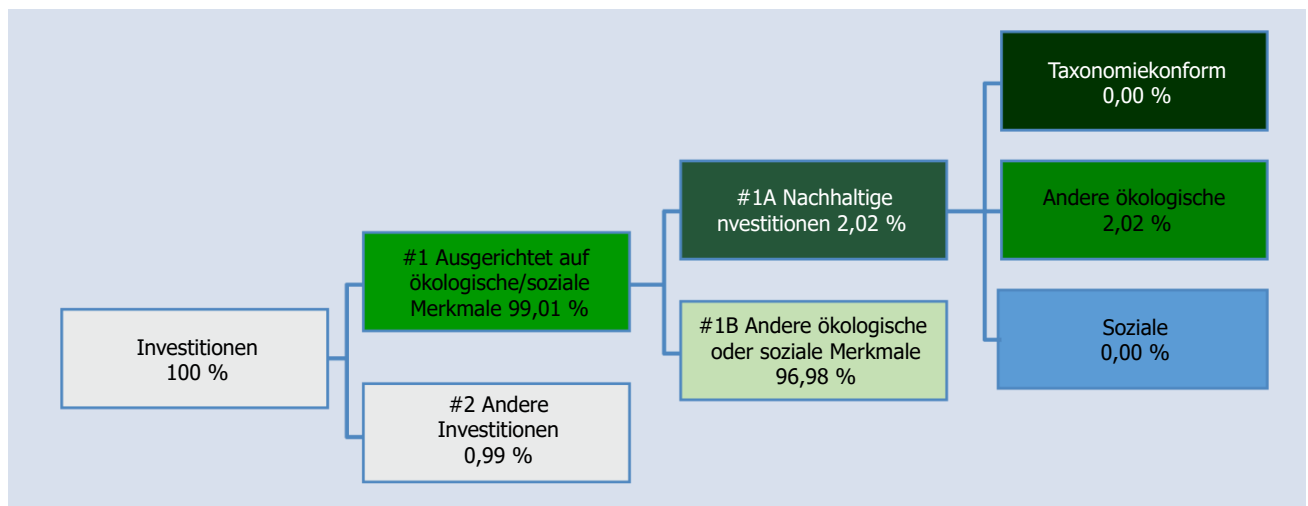 Investitionen
100 %
#1 Ausgerichtet auf
ökologische/soziale
Merkmale 99,01 %
#2 Andere
Investitionen
0,99 %
#1A Nachhaltige
nvestitionen 2,02 %
#1B Andere ökologische
oder soziale Merkmale
96,98 %
Taxonomiekonform
0,00 %
Andere ökologische
2,02 %
Soziale
0,00 %